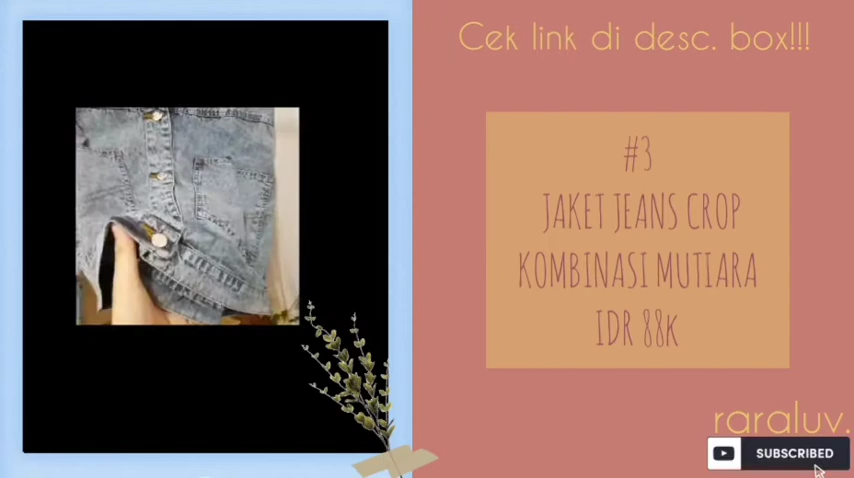 Cek link di desc. box!!!
#3
JAKET JEANS CROP
KOMBINASI MUTIARA
IDR 88K
raraluv.
SUBSCRIBED